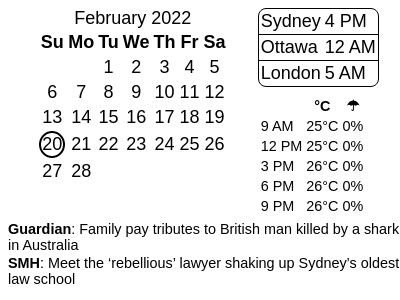 February 2022
Su Mo Tu We Th Fr Sa
1 2 3 4 5
6 7 8 9 10 11 12
13 14 15 16 17 18 19
20 21 22 23 24 25 26
27 28
Sydney 4 PM
Ottawa 12 AM
London 5 AM
°C ☂
9 AM 25°C 0%
12 PM 25°C 0%
3 PM 26°C 0%
6 PM 26°C 0%
9 PM 26°C 0%
Guardian: Family pay tributes to British man killed by a shark
in Australia
SMH: Meet the ‘rebellious’ lawyer shaking up Sydney’s oldest
law school